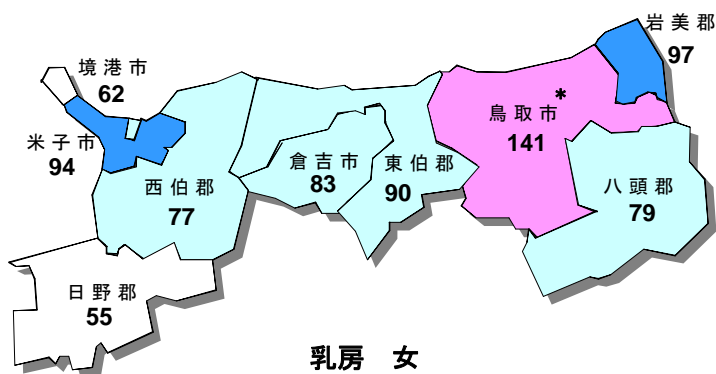 岩美郡
97
境港市
62
鳥取市
*
141
米子市
94
倉吉市
83
東伯郡
90
西伯郡
77
八頭郡
79
日野郡
55
乳房 女